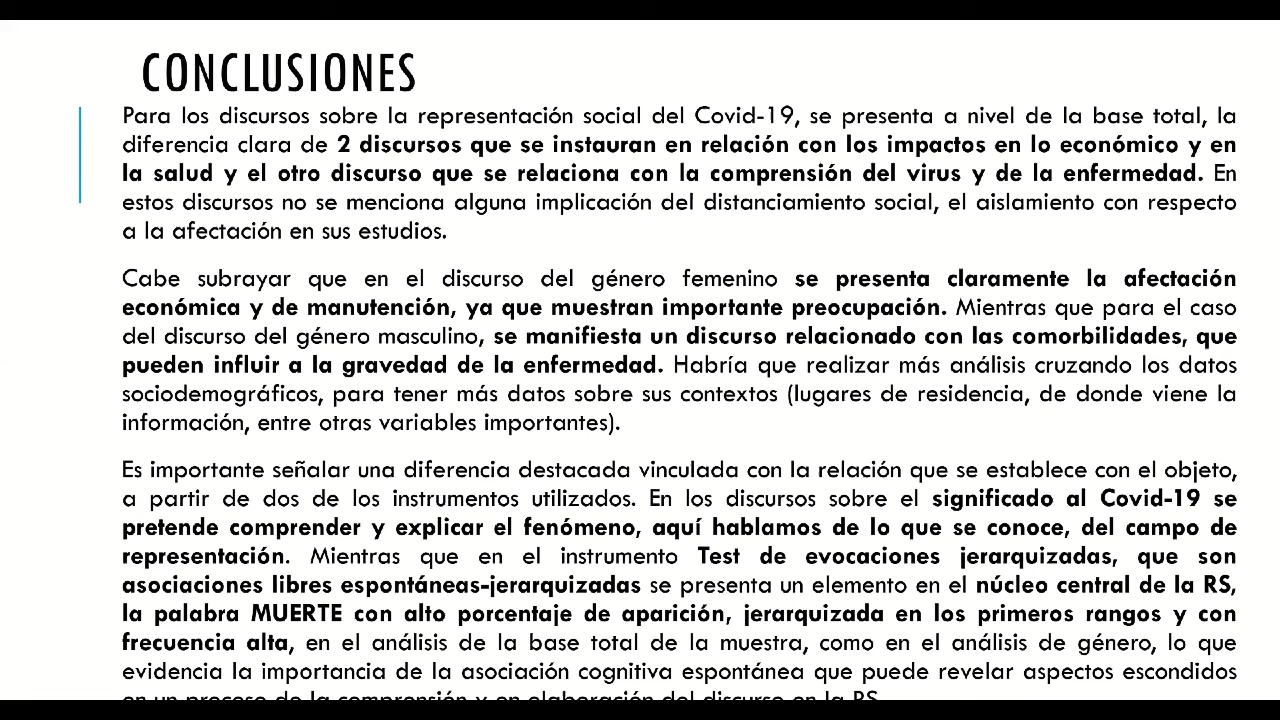 CONCLUSIONES
Para los discursos sobre la representación social del Covid-19, se presenta a nivel de la base total, la
diferencia clara de 2 discursos que se instauran en relación con los impactos en lo económico y en
la salud y el otro discurso que se relaciona con la comprensión del virus y de la enfermedad. En
estos discursos no se menciona alguna implicación del distanciamiento social, el aislamiento con respecto
a la afectación en sus estudios.
Cabe subrayar que en el discurso del género femenino se presenta claramente la afectación
económica y de manutención, ya que muestran importante preocupación. Mientras que para el caso
del discurso del género masculino, se manifiesta un discurso relacionado con las comorbilidades, que
pueden influir a la gravedad de la enfermedad. Habría que realizar más análisis cruzando los datos
sociodemográficos, para tener más datos sobre sus contextos (lugares de residencia, de donde viene la
información, entre otras variables importantes).
Es importante señalar una diferencia destacada vinculada con la relación que se establece con el objeto,
a partir de dos de los instrumentos utilizados. En los discursos sobre el significado al Covid-19 se
pretende comprender y explicar el fenómeno, aquí hablamos de lo que se conoce, del campo de
representación. Mientras que en el instrumento Test de evocaciones jerarquizadas, que son
asociaciones libres espontáneas-jerarquizadas se presenta un elemento en el núcleo central de la RS,
la palabra MUERTE con alto porcentaje de aparición, jerarquizada en los primeros rangos y con
frecuencia alta, en el análisis de la base total de la muestra, como en el análisis de género, lo que
evidencia la importancia de la asociación cognitiva espontánea que puede revelar aspectos escondidos
en un proceso de la comprensión y en elaboración del discurso en la RS.